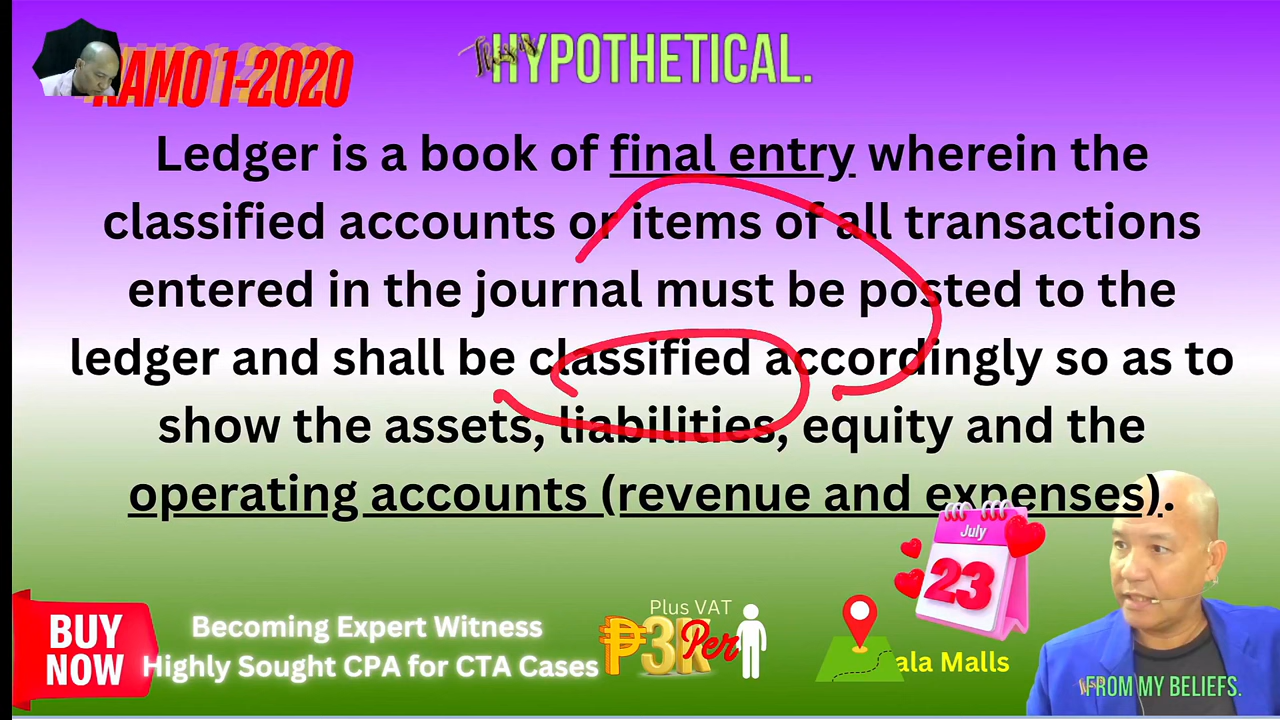 RAMO 1-2020
This is HYPOTHETICAL.
Ledger is a book of final entry wherein the
classified accounts or items of all transactions
entered in the journal must be posted to the
ledger and shall be classified accordingly so as to
show the assets, liabilities, equity and the
operating accounts (revenue and expenses).
July
23
BUY
NOW
Becoming Expert Witness
Highly Sought CPA for CTA Cases
Plus VAT
₱3K Per
ala Malls
FROM MY BELIEFS.